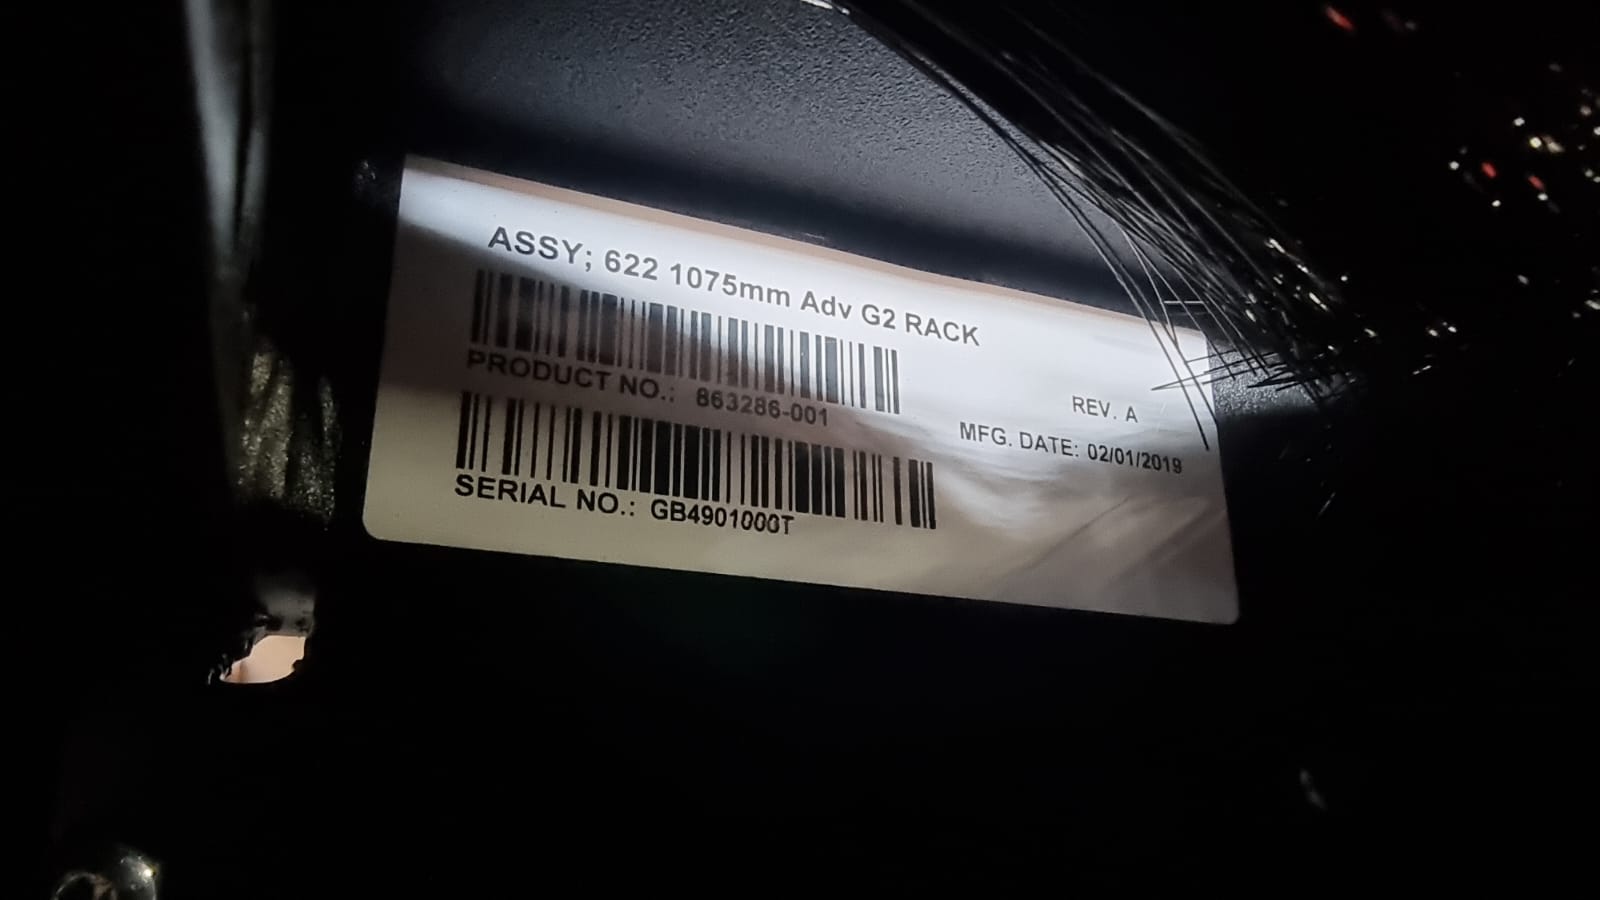 ASSY; 622 1075mm Adv G2 RACK
PRODUCT NO.: 863286-001
REV. A
MFG. DATE: 02/01/2019
SERIAL NO.: GB4901000T